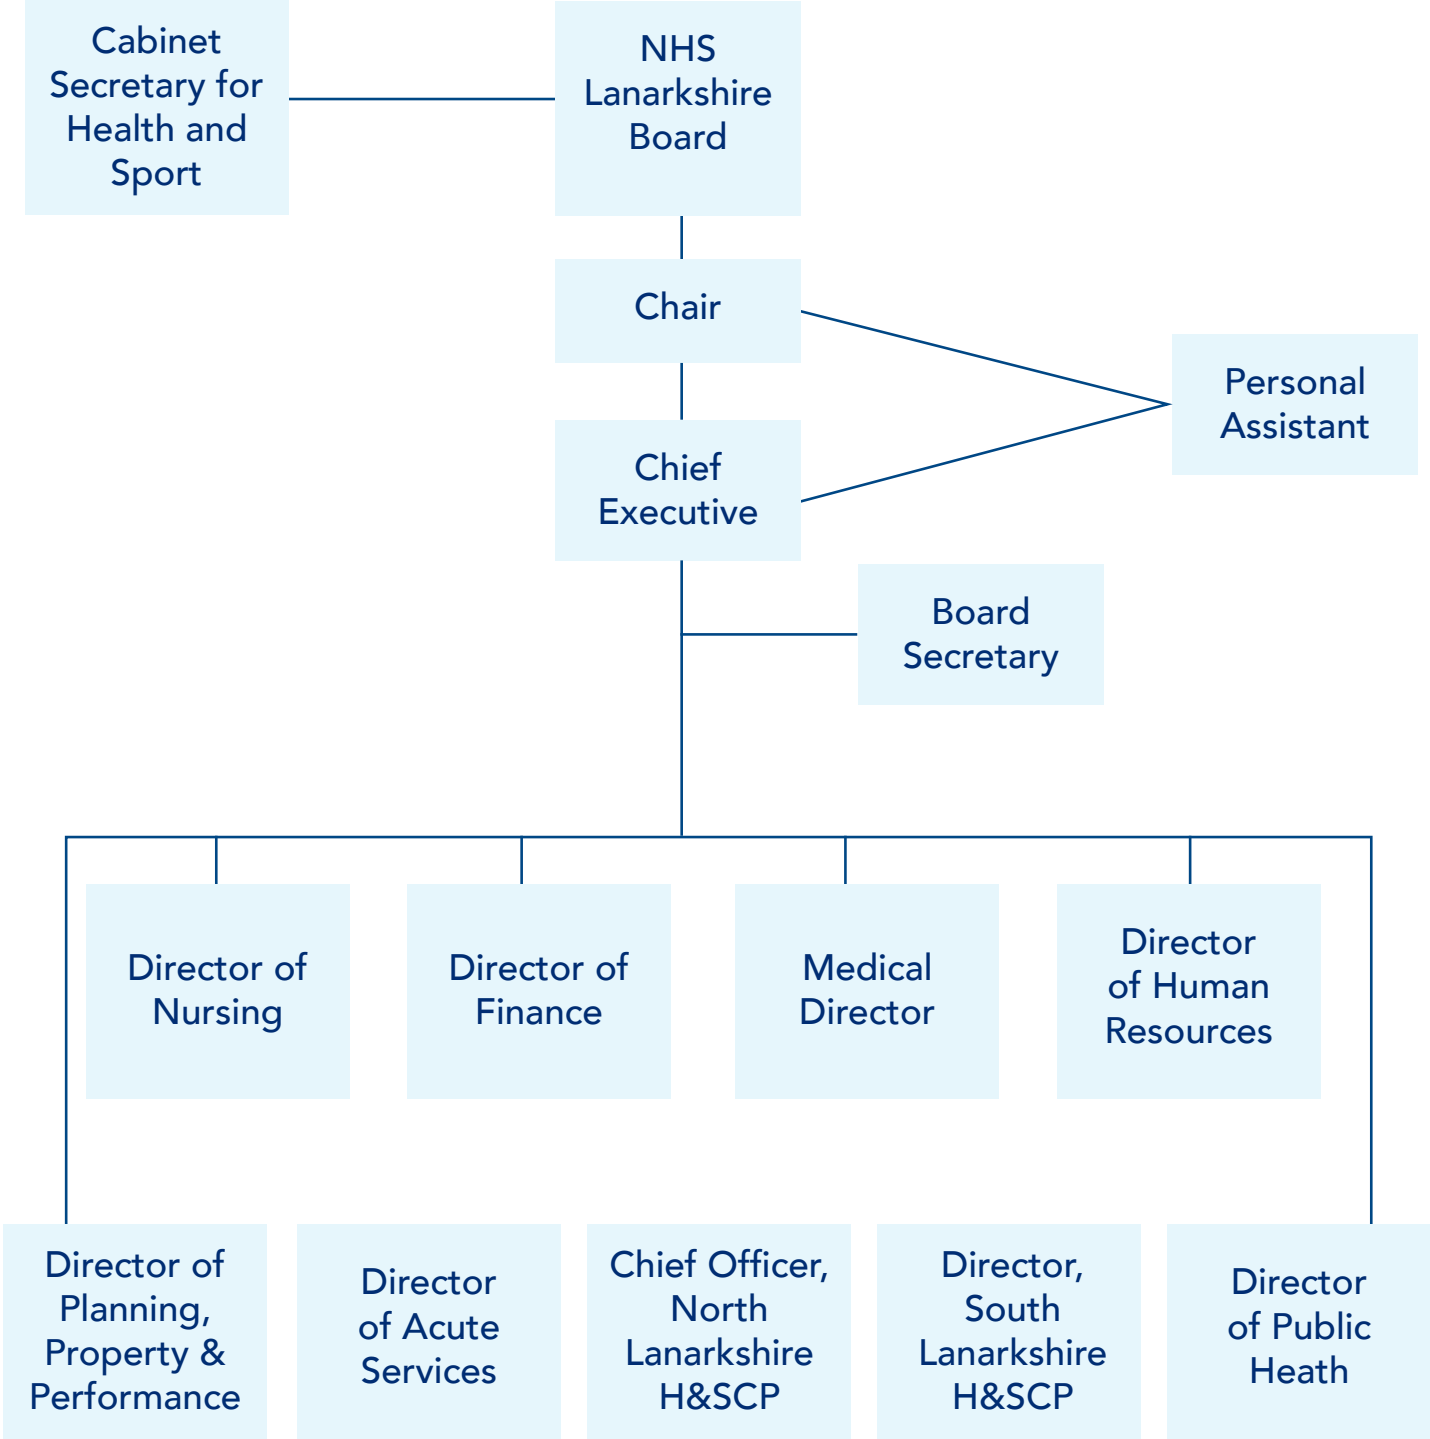 Cabinet
Secretary for
Health and
Sport
NHS
Lanarkshire
Board
Chair
Personal
Assistant
Chief
Executive
Board
Secretary
Director of
Nursing
Director of
Finance
Medical
Director
Director
of Human
Resources
Director of
Planning,
Property &
Performance
Director
of Acute
Services
Chief Officer,
North
Lanarkshire
H&SCP
Director,
South
Lanarkshire
H&SCP
Director
of Public
Heath